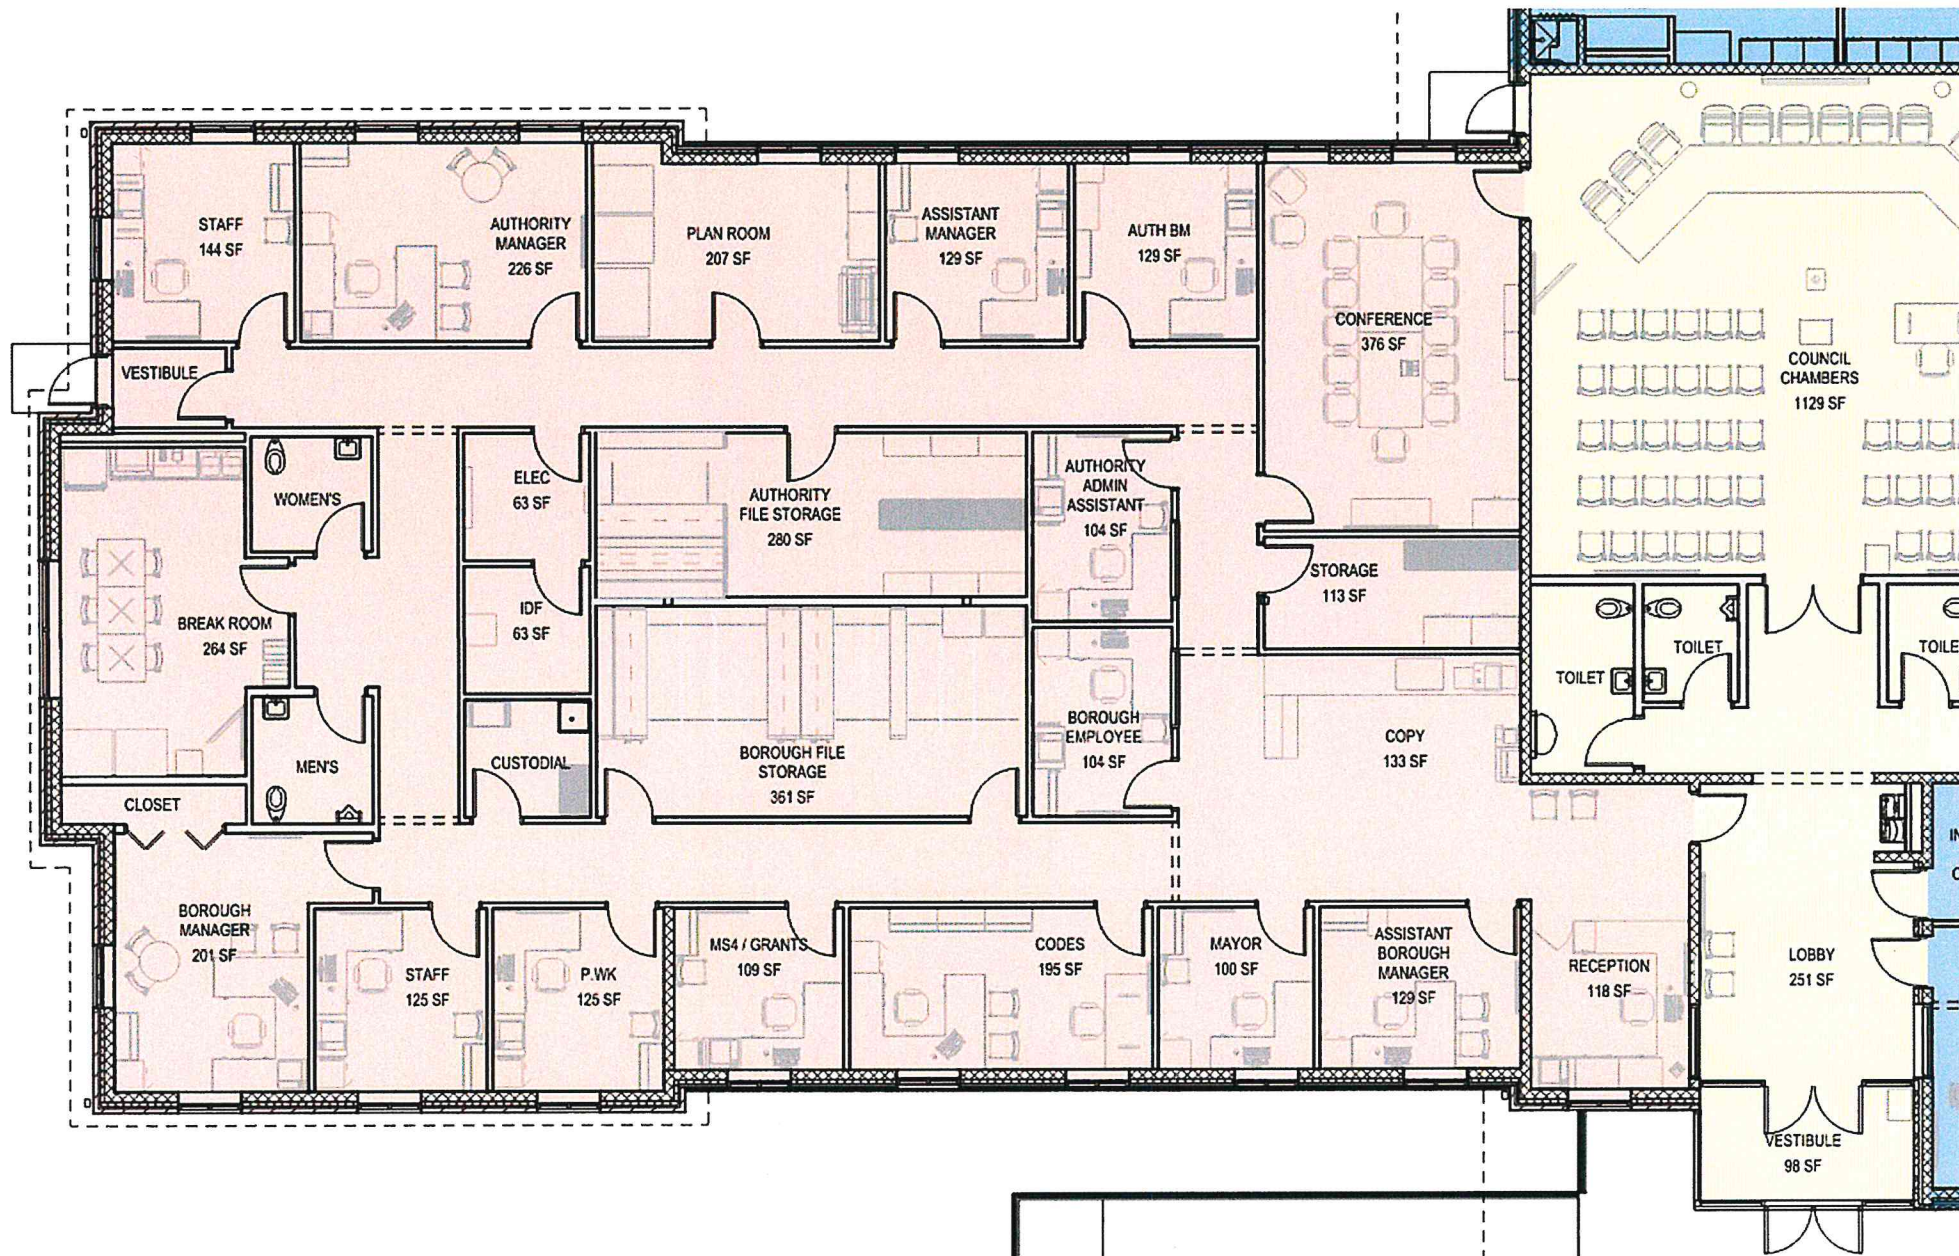 STAFF
144 SF
AUTHORITY
MANAGER
226 SF
PLAN ROOM
207 SF
ASSISTANT
MANAGER
129 SF
AUTH BM
129 SF
CONFERENCE
376 SF
COUNCIL
CHAMBERS
1129 SF
VESTIBULE
WOMEN'S
ELEC
63 SF
AUTHORITY
FILE STORAGE
280 SF
AUTHORITY
ADMIN
ASSISTANT
104 SF
STORAGE
113 SF
BREAK ROOM
264 SF
IDF
63 SF
TOILET
TOILET
TOILE
MEN'S
CUSTODIAL
BOROUGH FILE
STORAGE
361 SF
BOROUGH
EMPLOYEE
104 SF
COPY
133 SF
CLOSET
IN
BOROUGH
MANAGER
201 SF
STAFF
125 SF
P.WK
125 SF
MS4 / GRANTS
109 SF
CODES
195 SF
MAYOR
100 SF
ASSISTANT
BOROUGH
MANAGER
129 SF
RECEPTION
118 SF
LOBBY
251 SF
VESTIBULE
98 SF